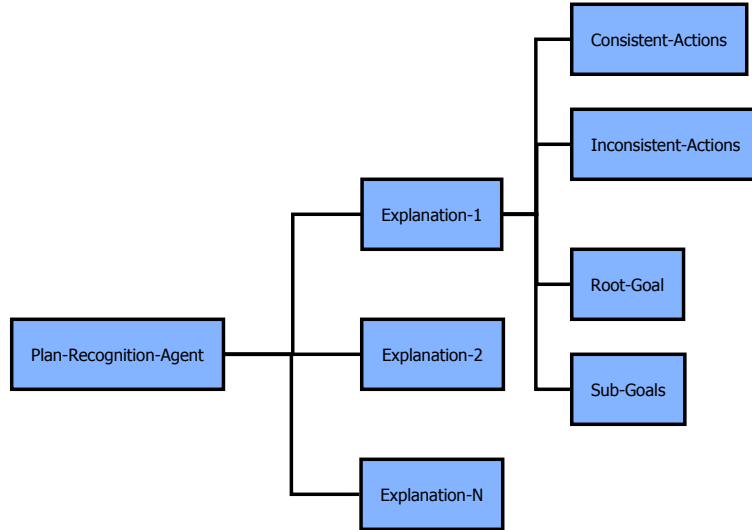 Consistent-Actions
Inconsistent-Actions
Explanation-1
Root-Goal
Plan-Recognition-Agent
Explanation-2
Sub-Goals
Explanation-N